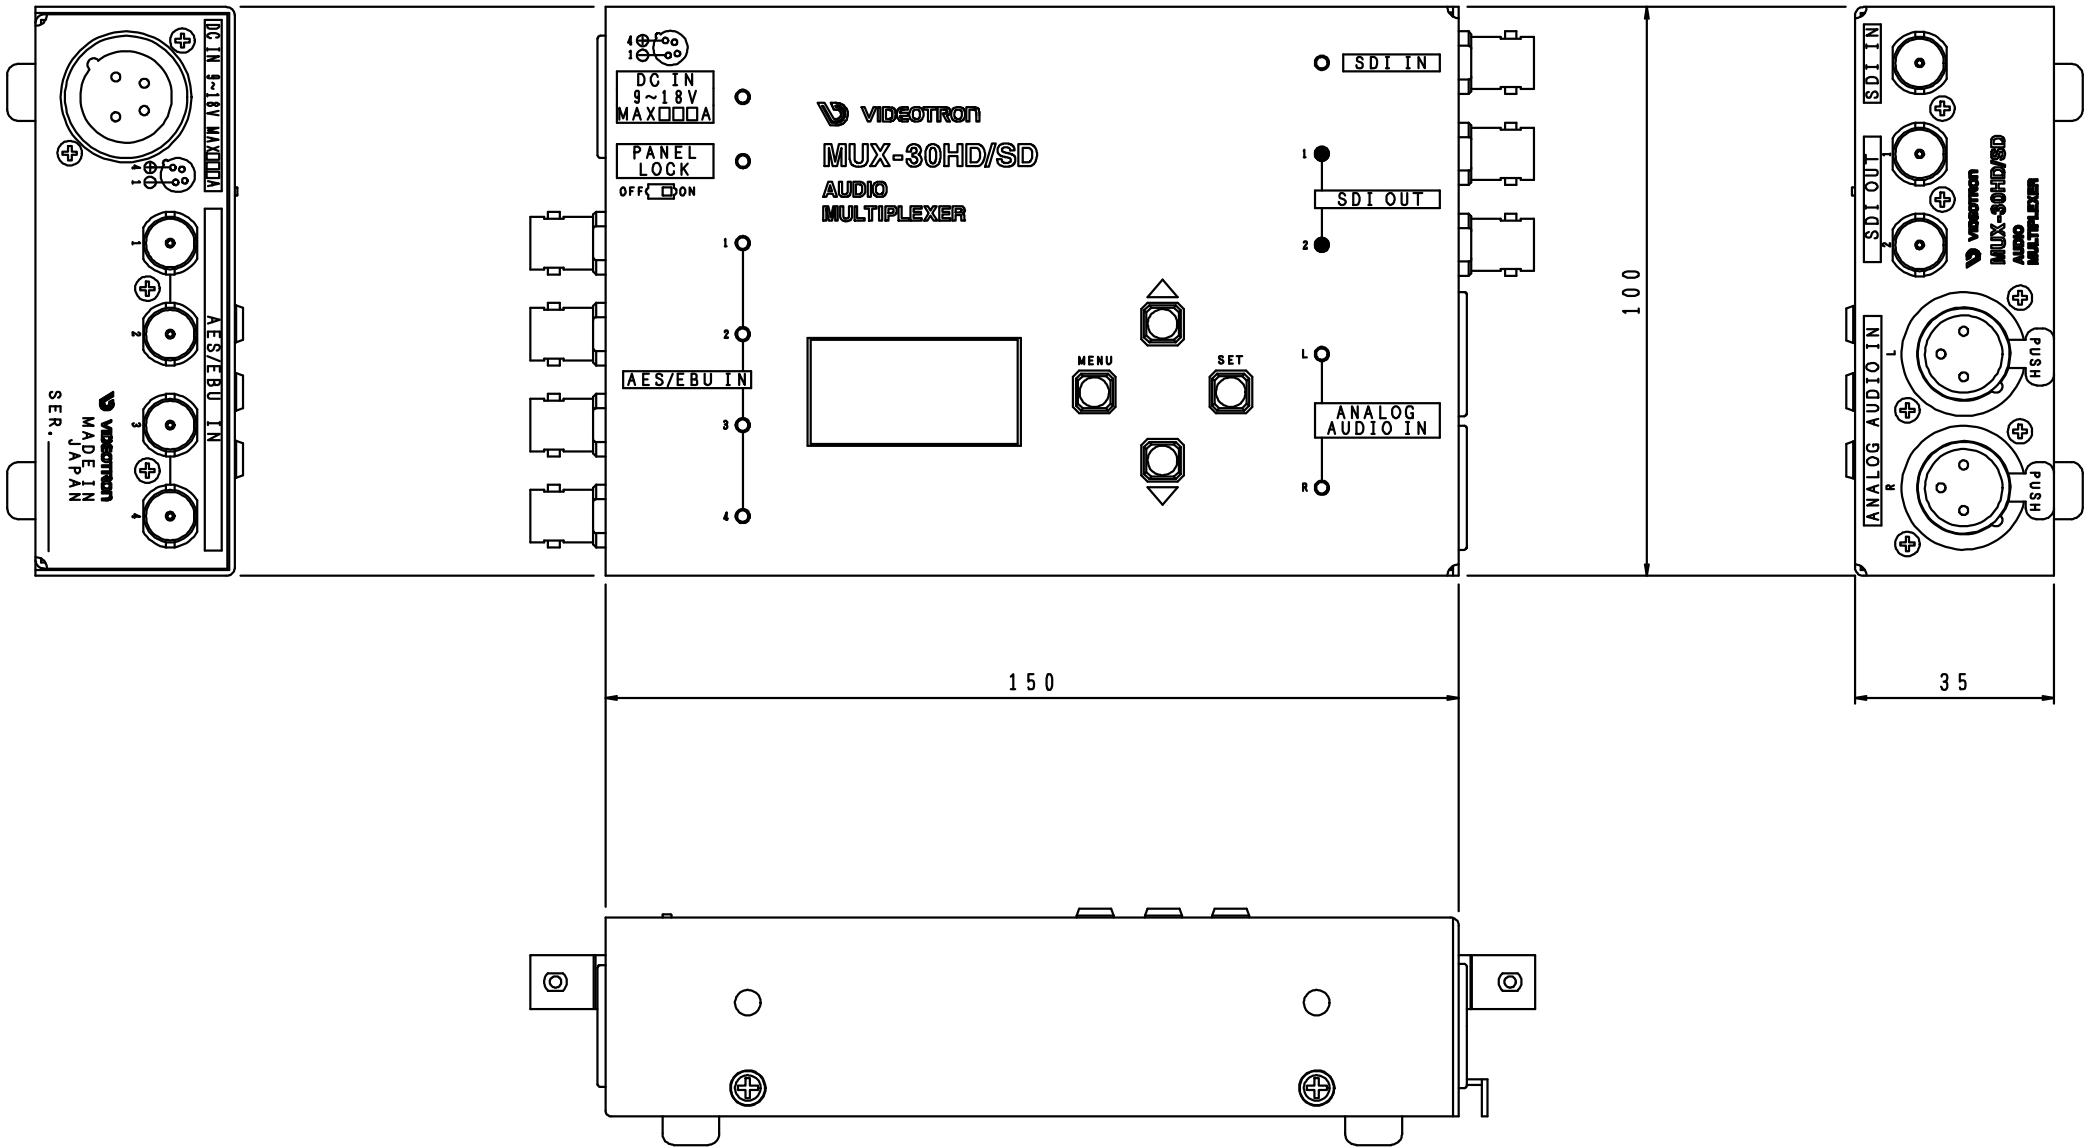 DC IN 9~18V MAX□□□A
4 ⊕
1 ⊖
1
2
3
4
AES/EBU IN
VIDEOTRON
MADE IN
JAPAN
SER.
4 ⊕
1 ⊖
DC IN
9~18V
MAX□□□A
PANEL
LOCK
OFF ON
1
2
AES/EBU IN
3
4
VIDEOTRON
MUX-30HD/SD
AUDIO
MULTIPLEXER
MENU
SET
SDI IN
1
SDI OUT
2
L
ANALOG
AUDIO IN
R
100
150
SDI IN
SDI OUT
1
2
VIDEOTRON
MUX-30HD/SD
AUDIO
MULTIPLEXER
ANALOG AUDIO IN
L
PUSH
R
PUSH
35